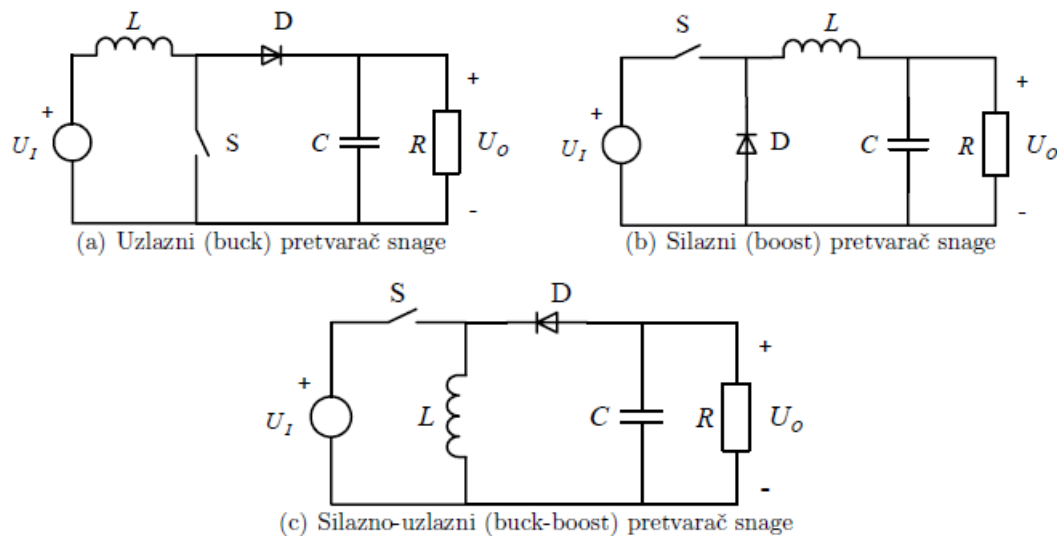 L
D
+
U_I
S
C
R
+
U_O
-
(a) Uzlazni (buck) pretvarač snage
S
L
+
U_I
D
C
R
+
U_O
-
(b) Silazni (boost) pretvarač snage
S
D
+
U_I
L
C
R
+
U_O
-
(c) Silazno-uzlazni (buck-boost) pretvarač snage